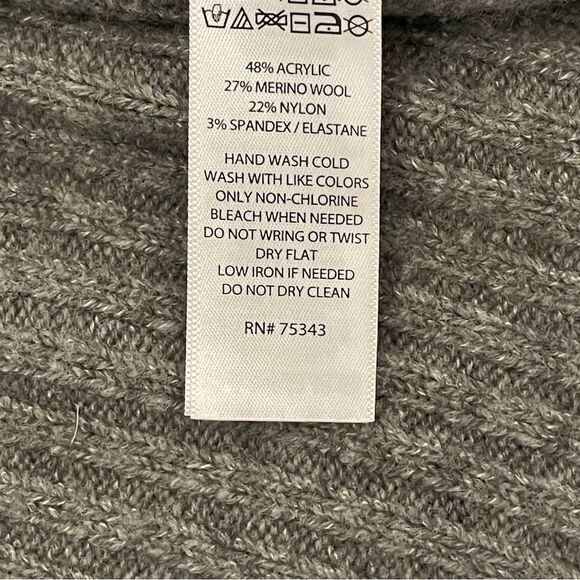 48% ACRYLIC
27% MERINO WOOL
22% NYLON
3% SPANDEX / ELASTANE
HAND WASH COLD
WASH WITH LIKE COLORS
ONLY NON-CHLORINE
BLEACH WHEN NEEDED
DO NOT WRING OR TWIST
DRY FLAT
LOW IRON IF NEEDED
DO NOT DRY CLEAN
RN# 75343